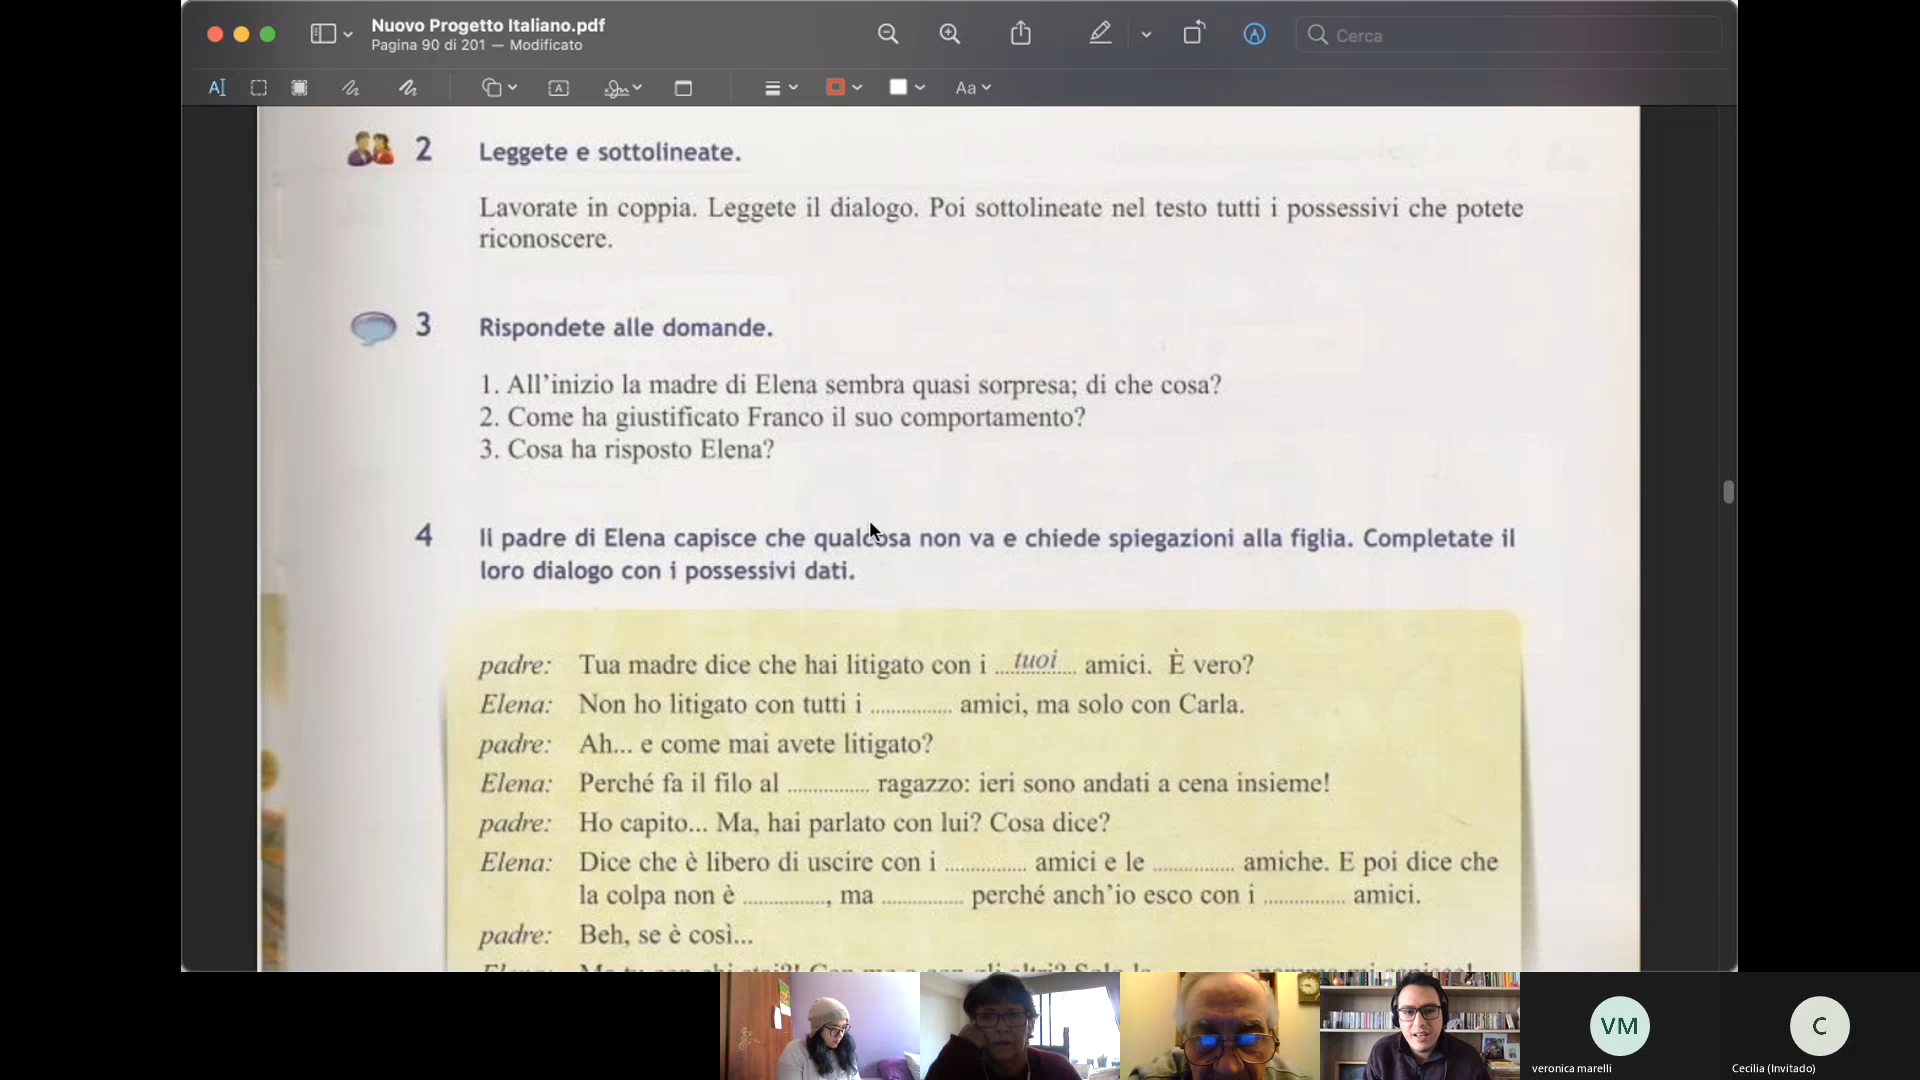 Nuovo Progetto Italiano.pdf
Pagina 90 di 201 — Modificato
Cerca
Aa
2 Leggete e sottolineate.
Lavorate in coppia. Leggete il dialogo. Poi sottolineate nel testo tutti i possessivi che potete
riconoscere.
3 Rispondete alle domande.
1. All'inizio la madre di Elena sembra quasi sorpresa; di che cosa?
2. Come ha giustificato Franco il suo comportamento?
3. Cosa ha risposto Elena?
4 Il padre di Elena capisce che qualcosa non va e chiede spiegazioni alla figlia. Completate il
loro dialogo con i possessivi dati.
padre: Tua madre dice che hai litigato con i ...tuoi... amici. È vero?
Elena: Non ho litigato con tutti i ............... amici, ma solo con Carla.
padre: Ah... e come mai avete litigato?
Elena: Perché fa il filo al ............... ragazzo: ieri sono andati a cena insieme!
padre: Ho capito... Ma, hai parlato con lui? Cosa dice?
Elena: Dice che è libero di uscire con i ............... amici e le ............... amiche. E poi dice che
la colpa non è ..............., ma ............... perché anch'io esco con i ............... amici.
padre: Beh, se è così...
VM
C
veronica marelli
Cecilia (Invitado)